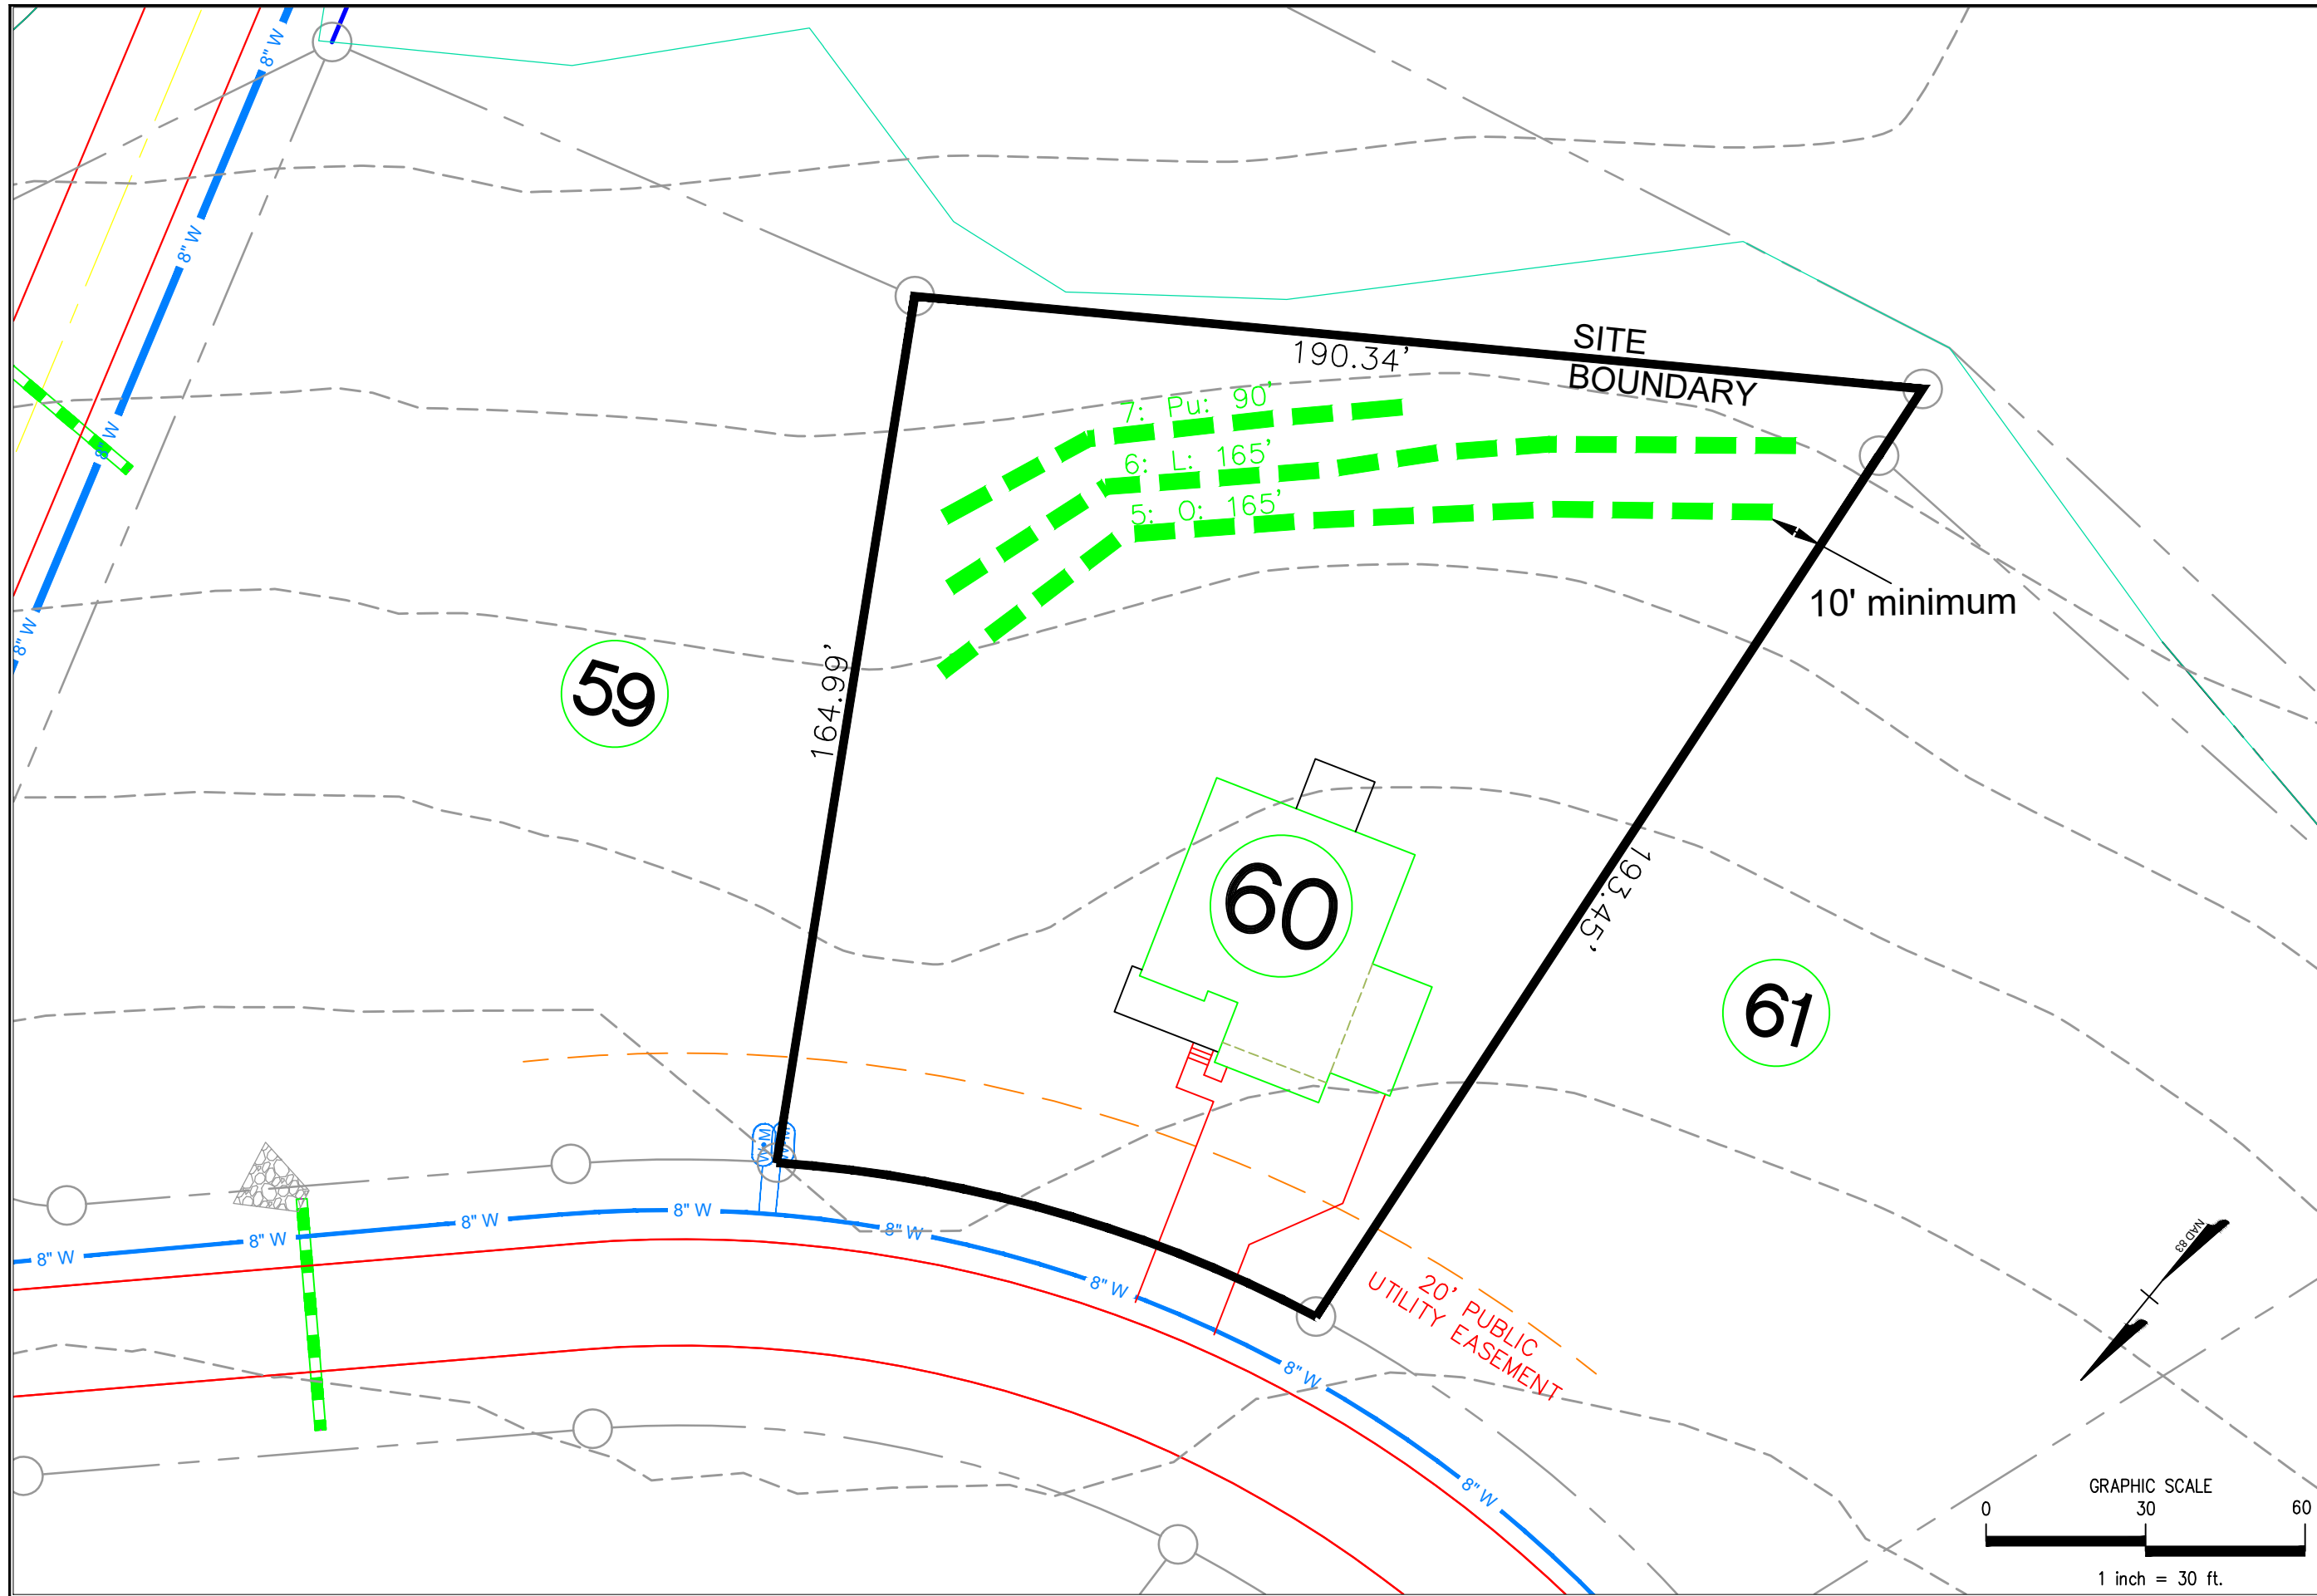 8" W
8" W
SITE
BOUNDARY
190.34'
7: Pu: 90'
6: L: 165'
5: O: 165'
8" W
10' minimum
8" W
59
164.99'
193.45'
60
61
WM
WM
8" W
8" W
8" W
8" W
8" W
8" W
NAD 83
20' PUBLIC
UTILITY EASEMENT
8" W
8" W
GRAPHIC SCALE
0 30 60
1 inch = 30 ft.